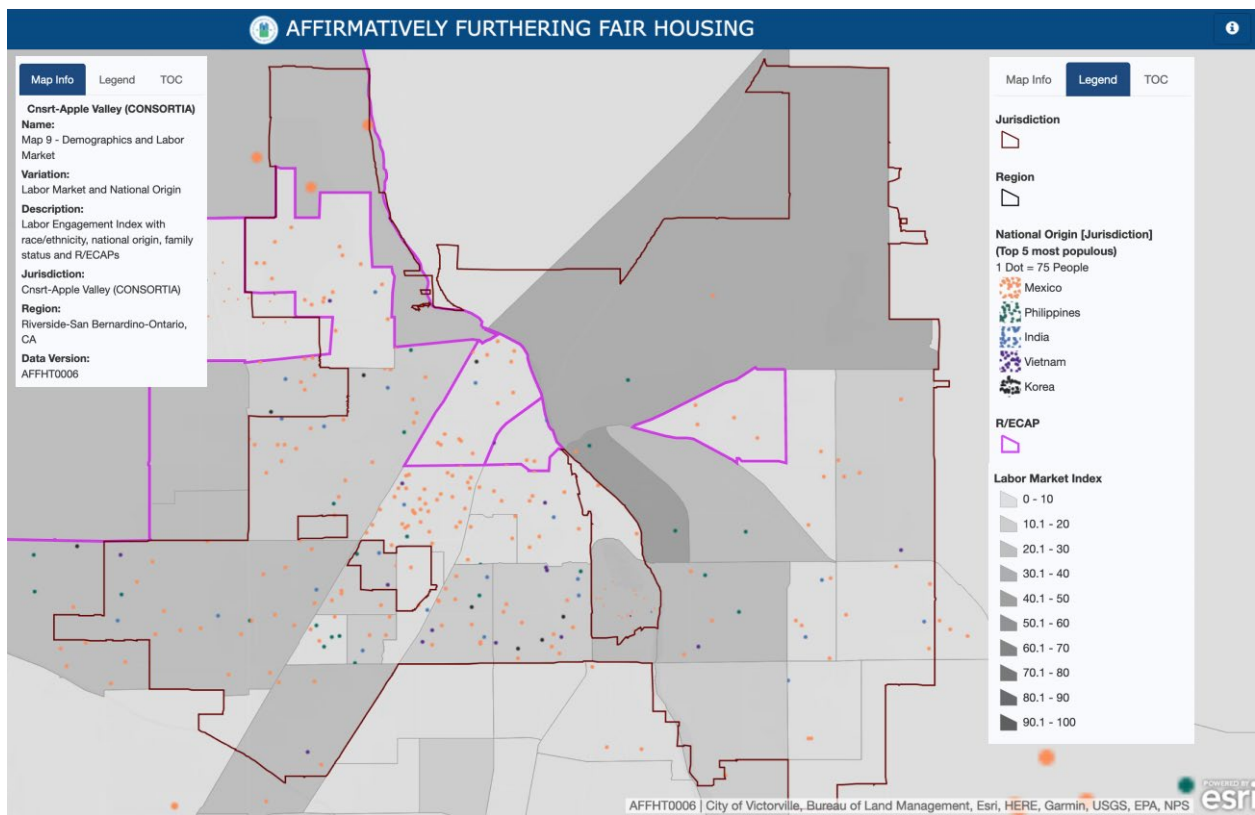 AFFIRMATIVELY FURTHERING FAIR HOUSING
Map Info Legend TOC
Cnsrt-Apple Valley (CONSORTIA)
Name:
Map 9 - Demographics and Labor
Market
Variation:
Labor Market and National Origin
Description:
Labor Engagement Index with
race/ethnicity, national origin, family
status and R/ECAPs
Jurisdiction:
Cnsrt-Apple Valley (CONSORTIA)
Region:
Riverside-San Bernardino-Ontario,
CA
Data Version:
AFFHT0006
Map Info Legend TOC
Jurisdiction
Region
National Origin [Jurisdiction]
(Top 5 most populous)
1 Dot = 75 People
Mexico
Philippines
India
Vietnam
Korea
R/ECAP
Labor Market Index
0 - 10
10.1 - 20
20.1 - 30
30.1 - 40
40.1 - 50
50.1 - 60
60.1 - 70
70.1 - 80
80.1 - 90
90.1 - 100
AFFHT0006 | City of Victorville, Bureau of Land Management, Esri, HERE, Garmin, USGS, EPA, NPS
POWERED BY
esri